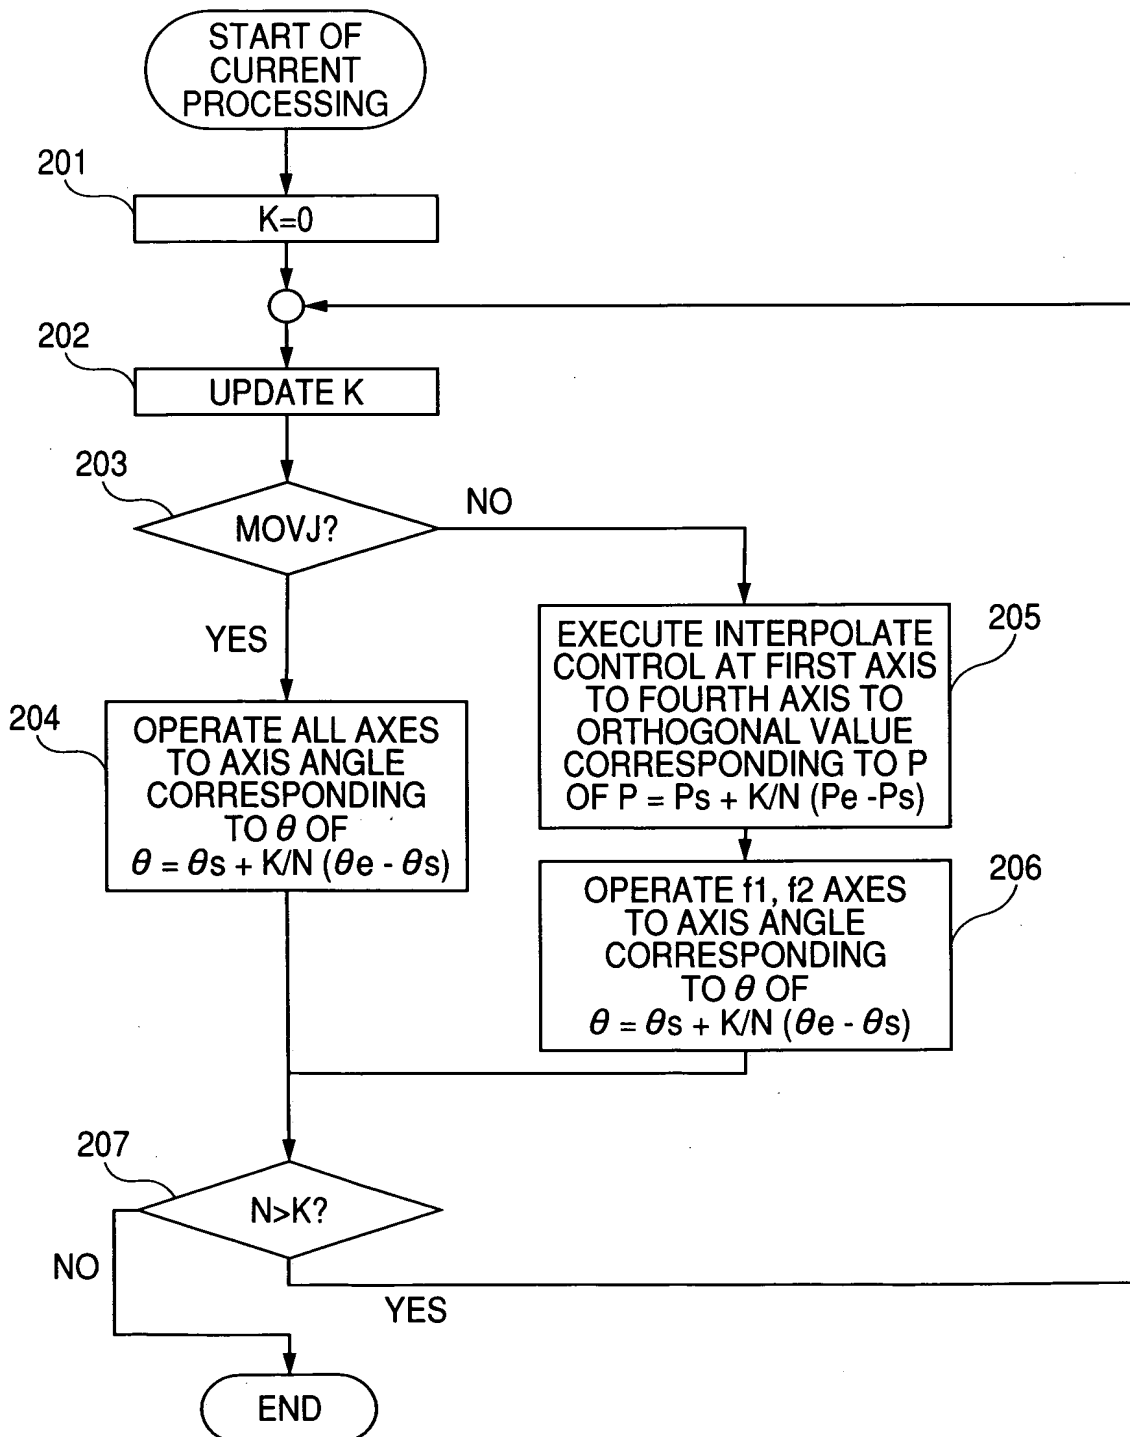 START OF
CURRENT
PROCESSING
201
K=0
202
UPDATE K
203
MOVJ?
NO
YES
205
EXECUTE INTERPOLATE
CONTROL AT FIRST AXIS
TO FOURTH AXIS TO
ORTHOGONAL VALUE
CORRESPONDING TO P
OF P = Ps + K/N (Pe -Ps)
204
OPERATE ALL AXES
TO AXIS ANGLE
CORRESPONDING
TO θ OF
θ = θs + K/N (θe - θs)
206
OPERATE f1, f2 AXES
TO AXIS ANGLE
CORRESPONDING
TO θ OF
θ = θs + K/N (θe - θs)
207
N>K?
NO
YES
END